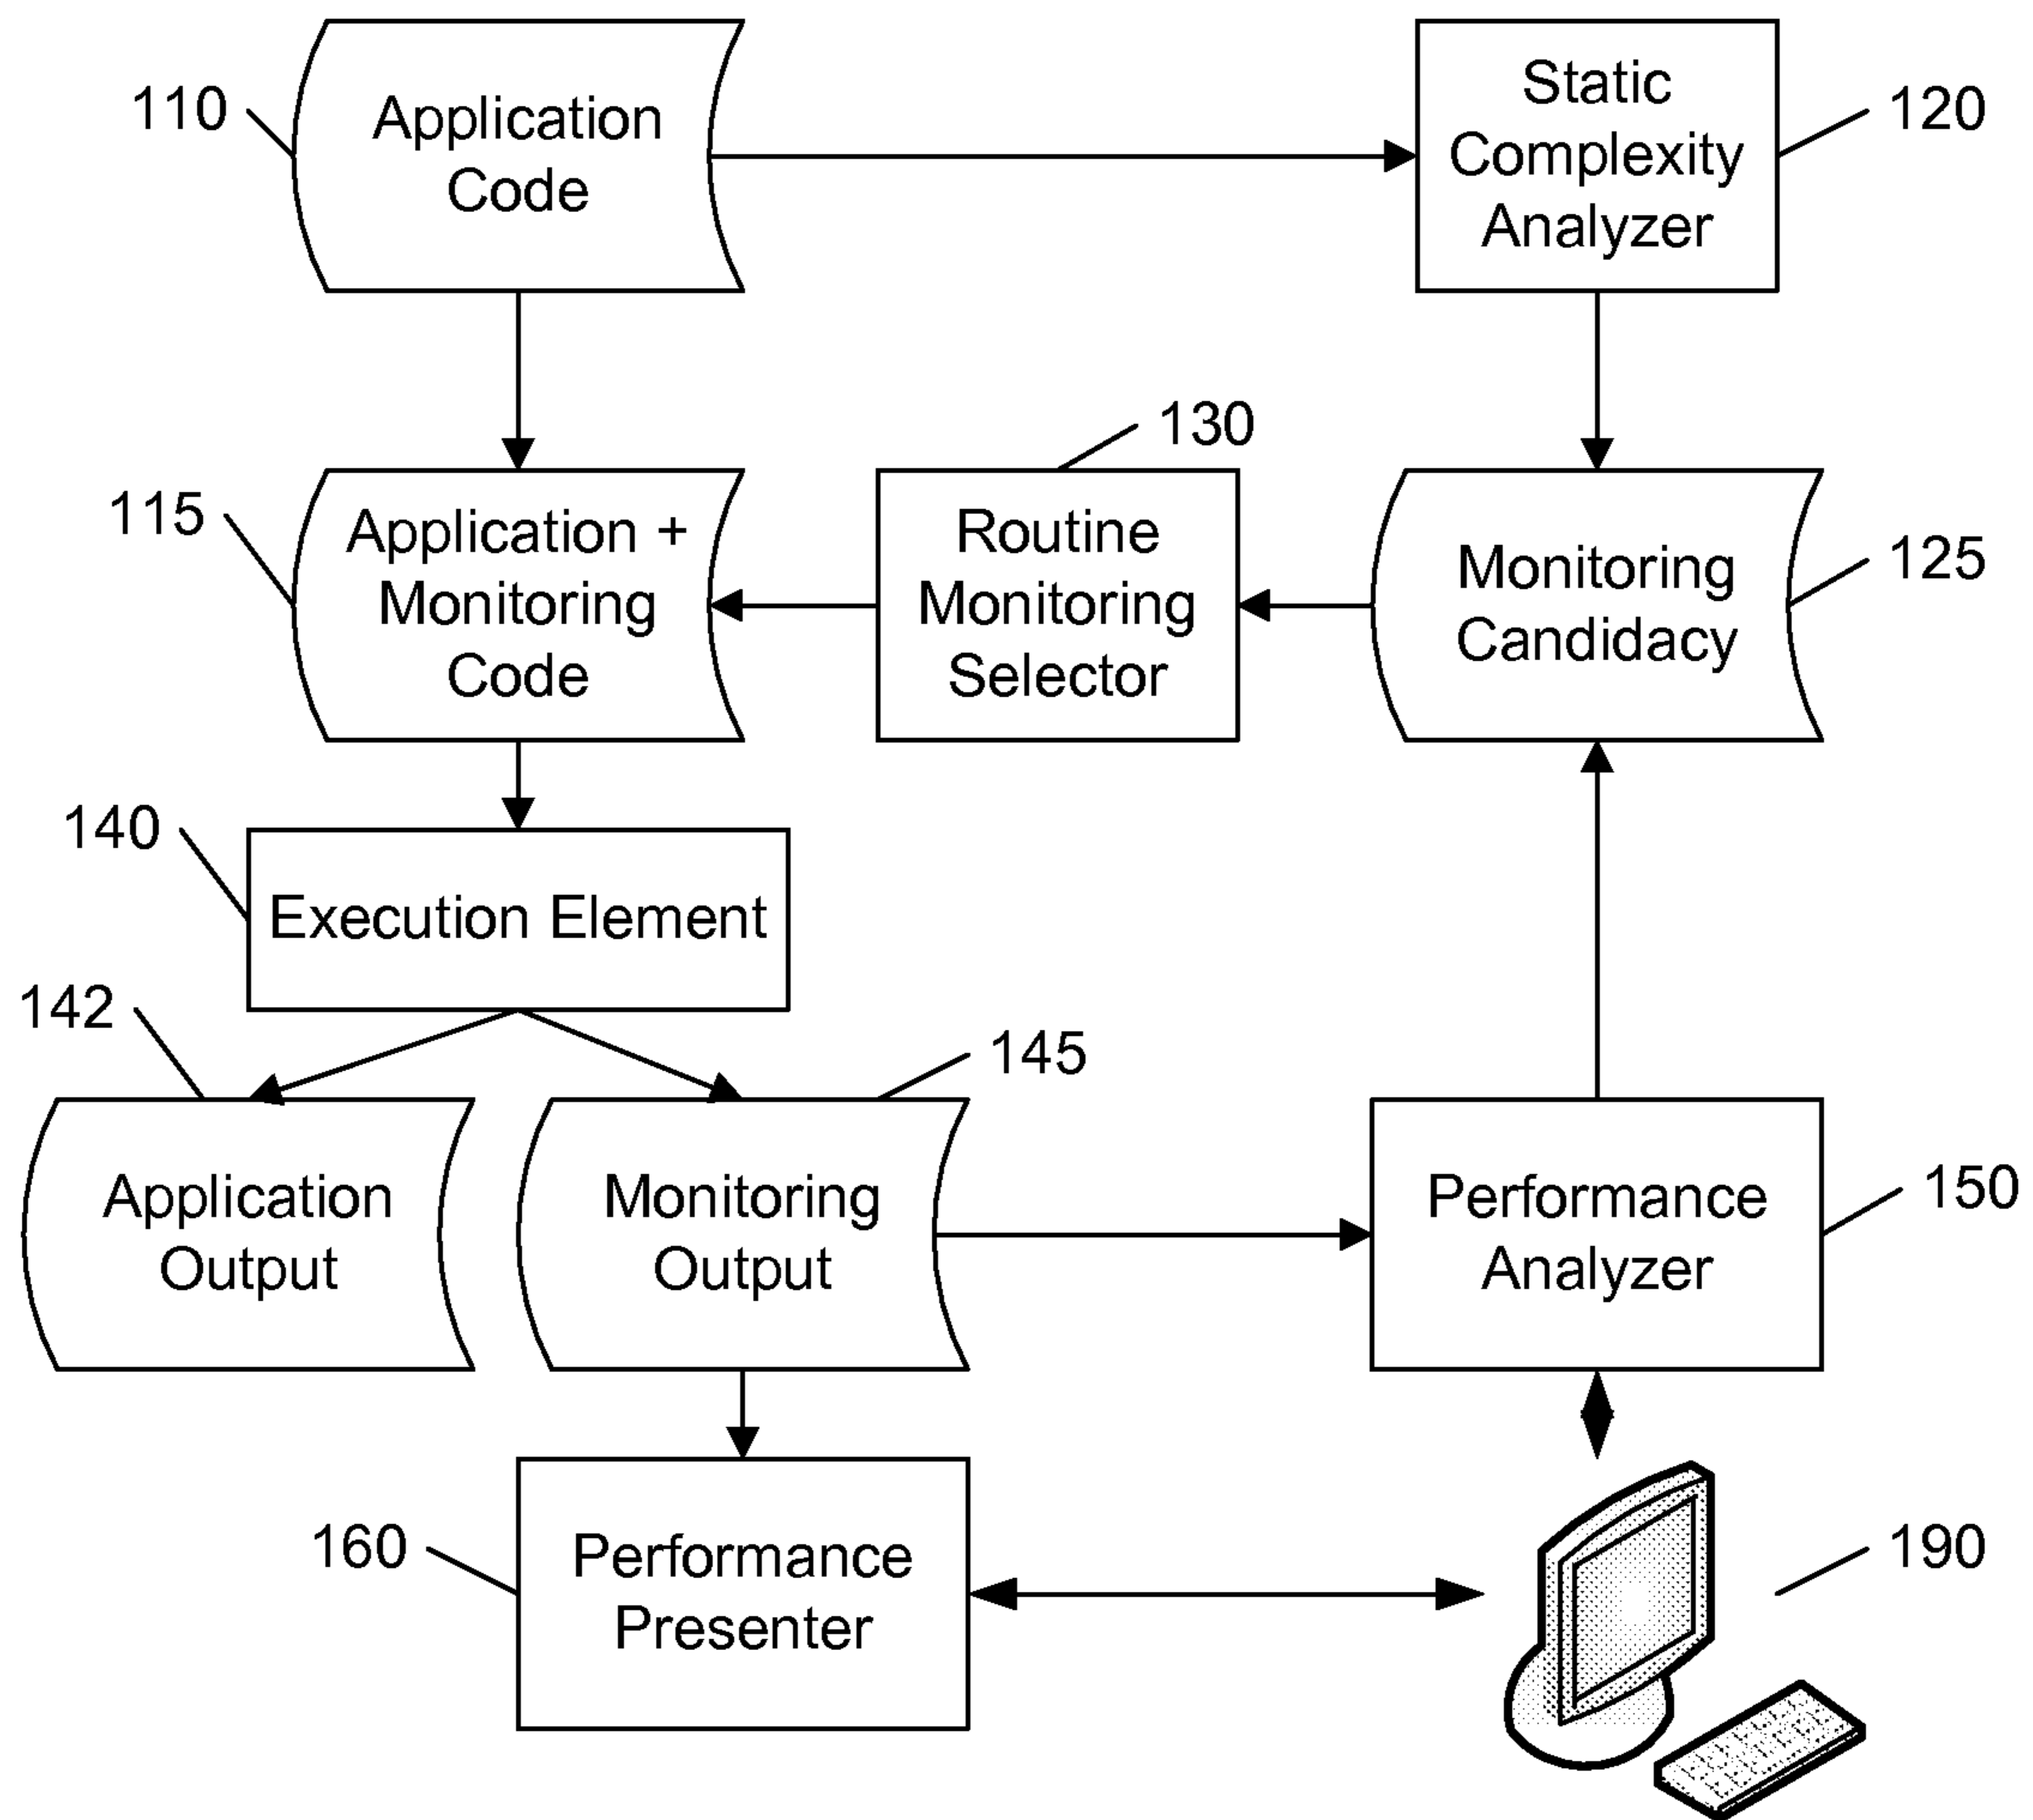 110
Application
Code
Static
Complexity
Analyzer
120
115
Application +
Monitoring
Code
130
Routine
Monitoring
Selector
Monitoring
Candidacy
125
140
Execution Element
142
Application
Output
145
Monitoring
Output
Performance
Analyzer
150
160
Performance
Presenter
190